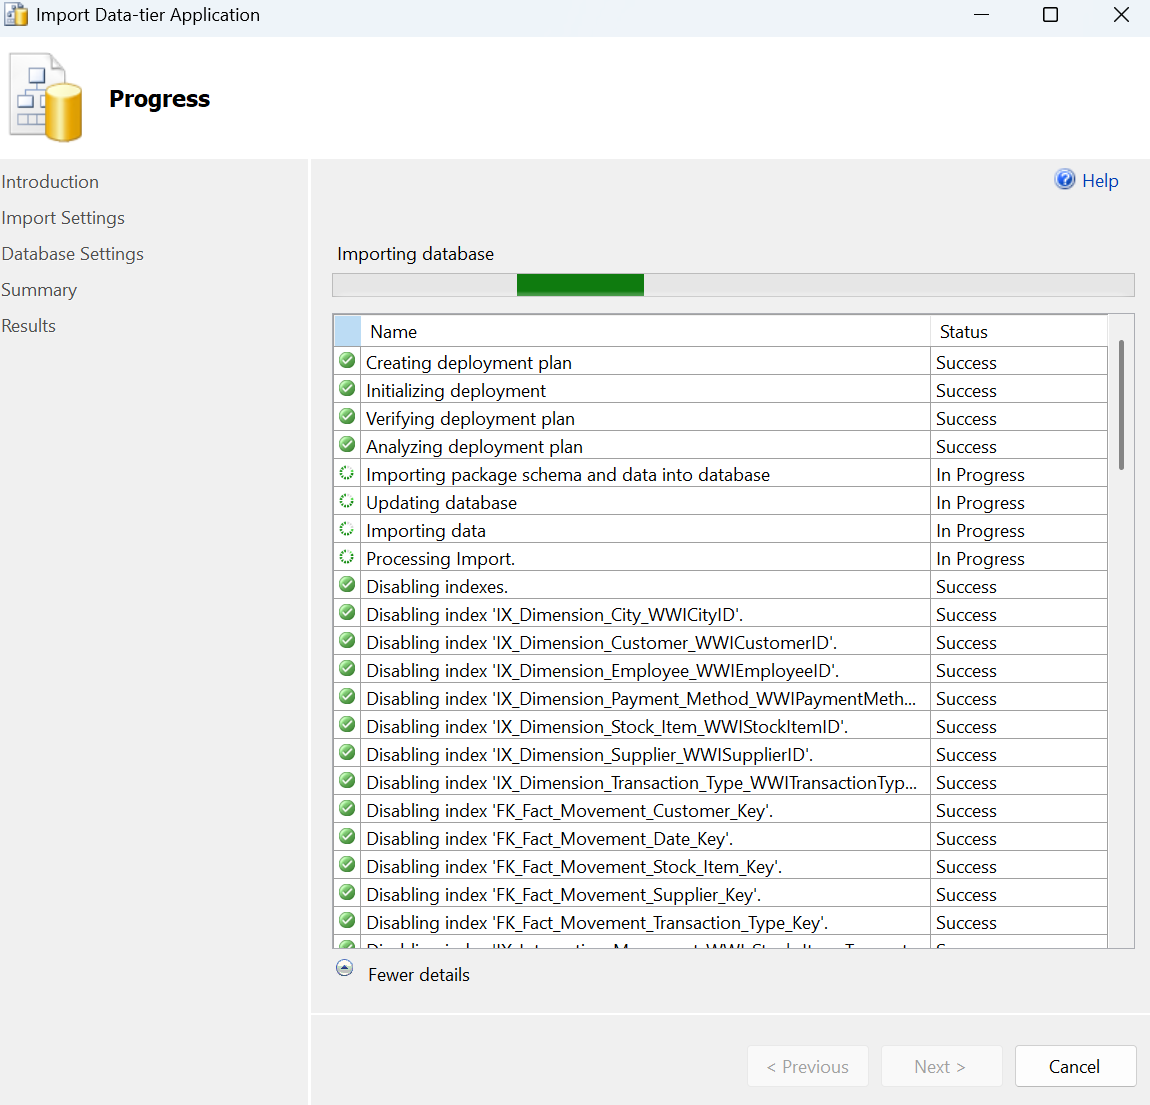 Import Data-tier Application
Progress
Introduction
Import Settings
Database Settings
Summary
Results
Help
Importing database
Name Status
Creating deployment plan Success
Initializing deployment Success
Verifying deployment plan Success
Analyzing deployment plan Success
Importing package schema and data into database In Progress
Updating database In Progress
Importing data In Progress
Processing Import. In Progress
Disabling indexes. Success
Disabling index 'IX_Dimension_City_WWICityID'. Success
Disabling index 'IX_Dimension_Customer_WWICustomerID'. Success
Disabling index 'IX_Dimension_Employee_WWIEmployeeID'. Success
Disabling index 'IX_Dimension_Payment_Method_WWIPaymentMeth... Success
Disabling index 'IX_Dimension_Stock_Item_WWIStockItemID'. Success
Disabling index 'IX_Dimension_Supplier_WWISupplierID'. Success
Disabling index 'IX_Dimension_Transaction_Type_WWITransactionTyp... Success
Disabling index 'FK_Fact_Movement_Customer_Key'. Success
Disabling index 'FK_Fact_Movement_Date_Key'. Success
Disabling index 'FK_Fact_Movement_Stock_Item_Key'. Success
Disabling index 'FK_Fact_Movement_Supplier_Key'. Success
Disabling index 'FK_Fact_Movement_Transaction_Type_Key'. Success
Fewer details
< Previous
Next >
Cancel